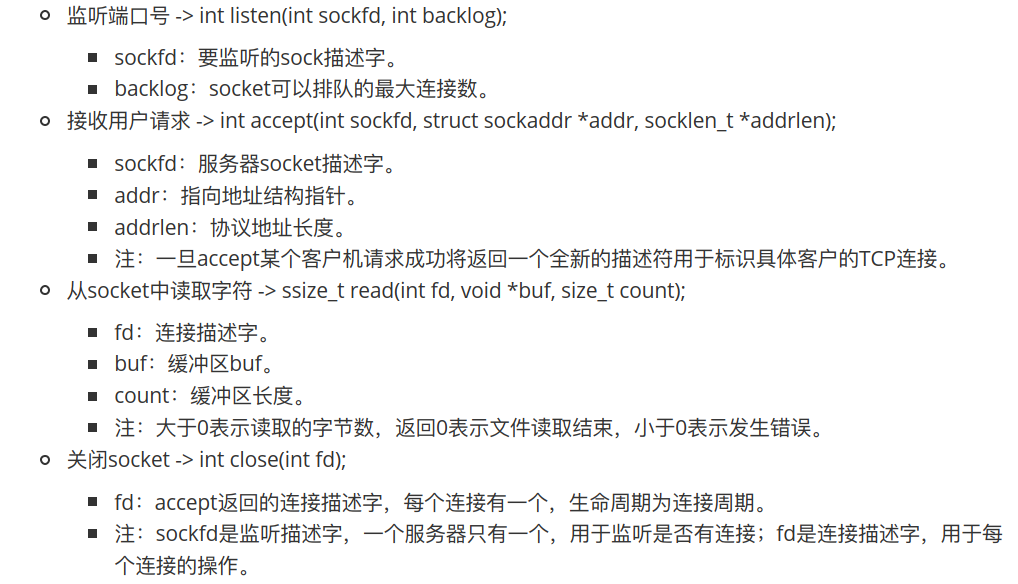 监听端口号 -> int listen(int sockfd, int backlog);
sockfd：要监听的sock描述字。
backlog：socket可以排队的最大连接数。
接收用户请求 -> int accept(int sockfd, struct sockaddr *addr, socklen_t *addrlen);
sockfd：服务器socket描述字。
addr：指向地址结构指针。
addrlen：协议地址长度。
注：一旦accept某个客户机请求成功将返回一个全新的描述符用于标识具体客户的TCP连接。
从socket中读取字符 -> ssize_t read(int fd, void *buf, size_t count);
fd：连接描述字。
buf：缓冲区buf。
count：缓冲区长度。
注：大于0表示读取的字节数，返回0表示文件读取结束，小于0表示发生错误。
关闭socket -> int close(int fd);
fd：accept返回的连接描述字，每个连接有一个，生命周期为连接周期。
注：sockfd是监听描述字，一个服务器只有一个，用于监听是否有连接；fd是连接描述字，用于每
个连接的操作。